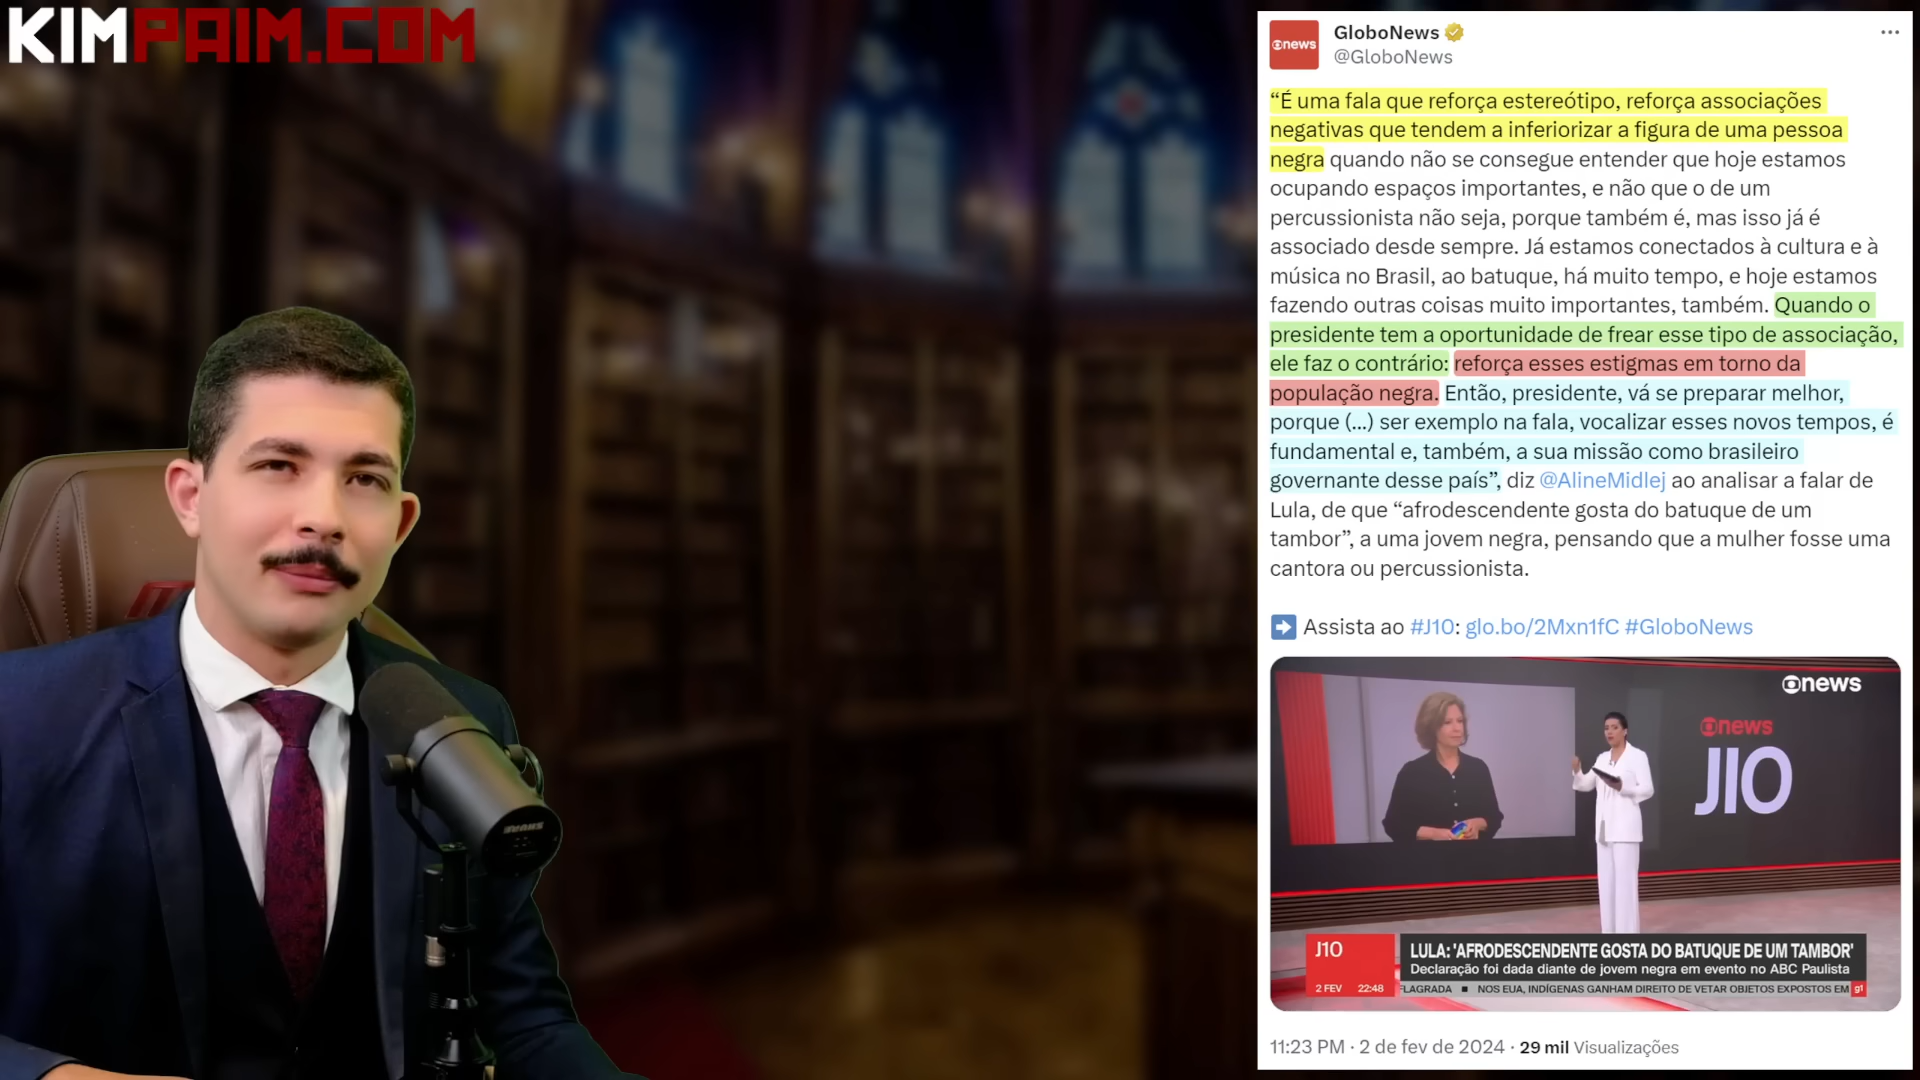 KIMPAIM.COM
news
GloboNews
@GloboNews
“É uma fala que reforça estereótipo, reforça associações
negativas que tendem a inferiorizar a figura de uma pessoa
negra quando não se consegue entender que hoje estamos
ocupando espaços importantes, e não que o de um
percussionista não seja, porque também é, mas isso já é
associado desde sempre. Já estamos conectados à cultura e à
música no Brasil, ao batuque, há muito tempo, e hoje estamos
fazendo outras coisas muito importantes, também. Quando o
presidente tem a oportunidade de frear esse tipo de associação,
ele faz o contrário: reforça esses estigmas em torno da
população negra. Então, presidente, vá se preparar melhor,
porque (...) ser exemplo na fala, vocalizar esses novos tempos, é
fundamental e, também, a sua missão como brasileiro
governante desse país”, diz @AlineMidlej ao analisar a falar de
Lula, de que “afrodescendente gosta do batuque de um
tambor”, a uma jovem negra, pensando que a mulher fosse uma
cantora ou percussionista.
Assista ao #J10: glo.bo/2Mxn1fC #GloboNews
news
news
J10
J10
LULA: 'AFRODESCENDENTE GOSTA DO BATUQUE DE UM TAMBOR'
Declaração foi dada diante de jovem negra em evento no ABC Paulista
2 FEV 22:48 FLAGRADA ■ NOS EUA, INDÍGENAS GANHAM DIREITO DE VETAR OBJETOS EXPOSTOS EM g1
11:23 PM · 2 de fev de 2024 · 29 mil Visualizações
SHURE